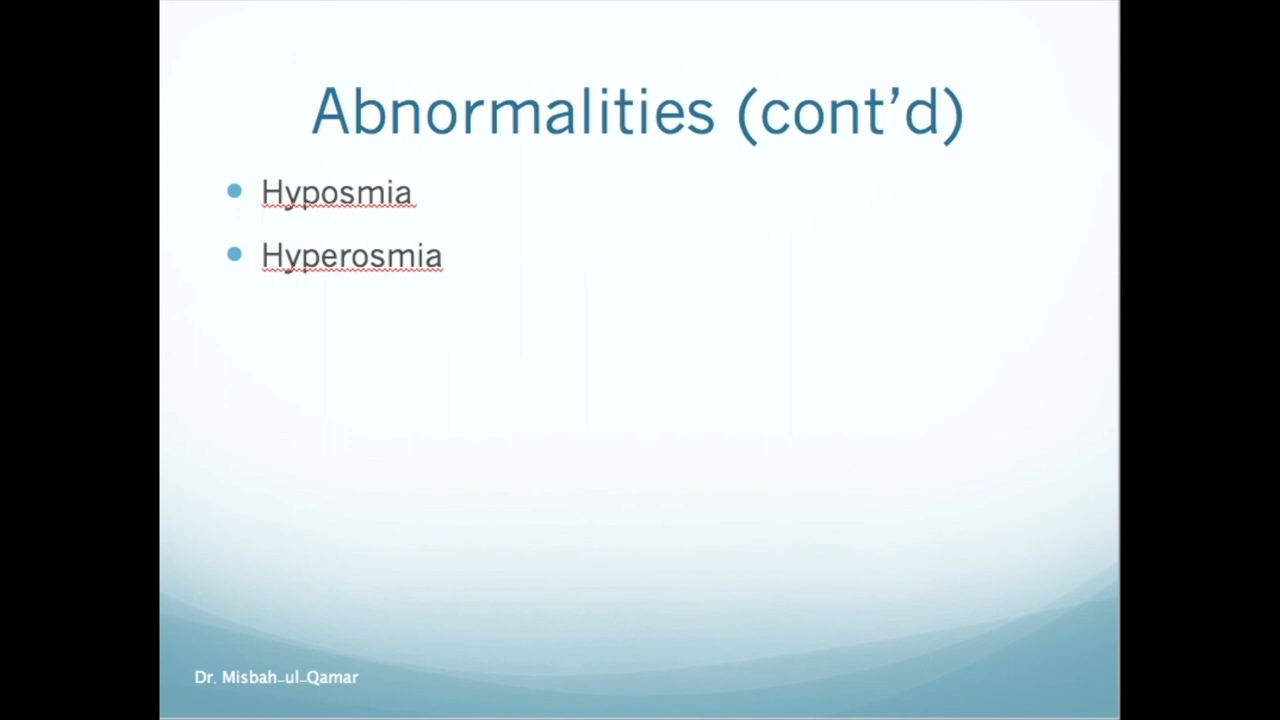 Abnormalities (cont’d)
Hyposmia
Hyperosmia
Dr. Misbah-ul-Qamar